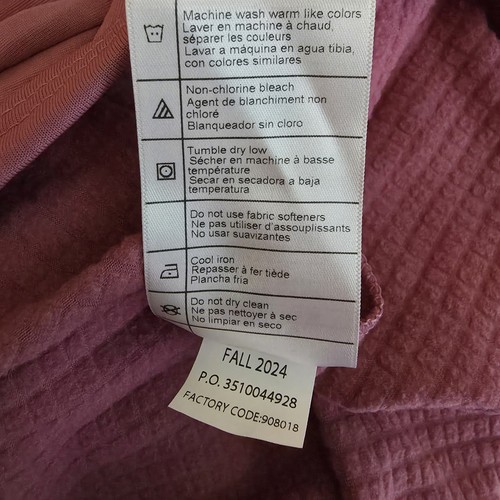 Machine wash warm like colors
Laver en machine à chaud,
séparer les couleurs
Lavar a máquina en agua tibia,
con colores similares
Non-chlorine bleach
Agent de blanchiment non
chloré
Blanqueador sin cloro
Tumble dry low
Sécher en machine à basse
température
Secar en secadora a baja
temperatura
Do not use fabric softeners
Ne pas utiliser d'assouplissants
No usar suavizantes
Cool iron
Repasser à fer tiède
Plancha fria
Do not dry clean
Ne pas nettoyer à sec
No limpiar en seco
FALL 2024
P.O. 3510044928
FACTORY CODE:908018